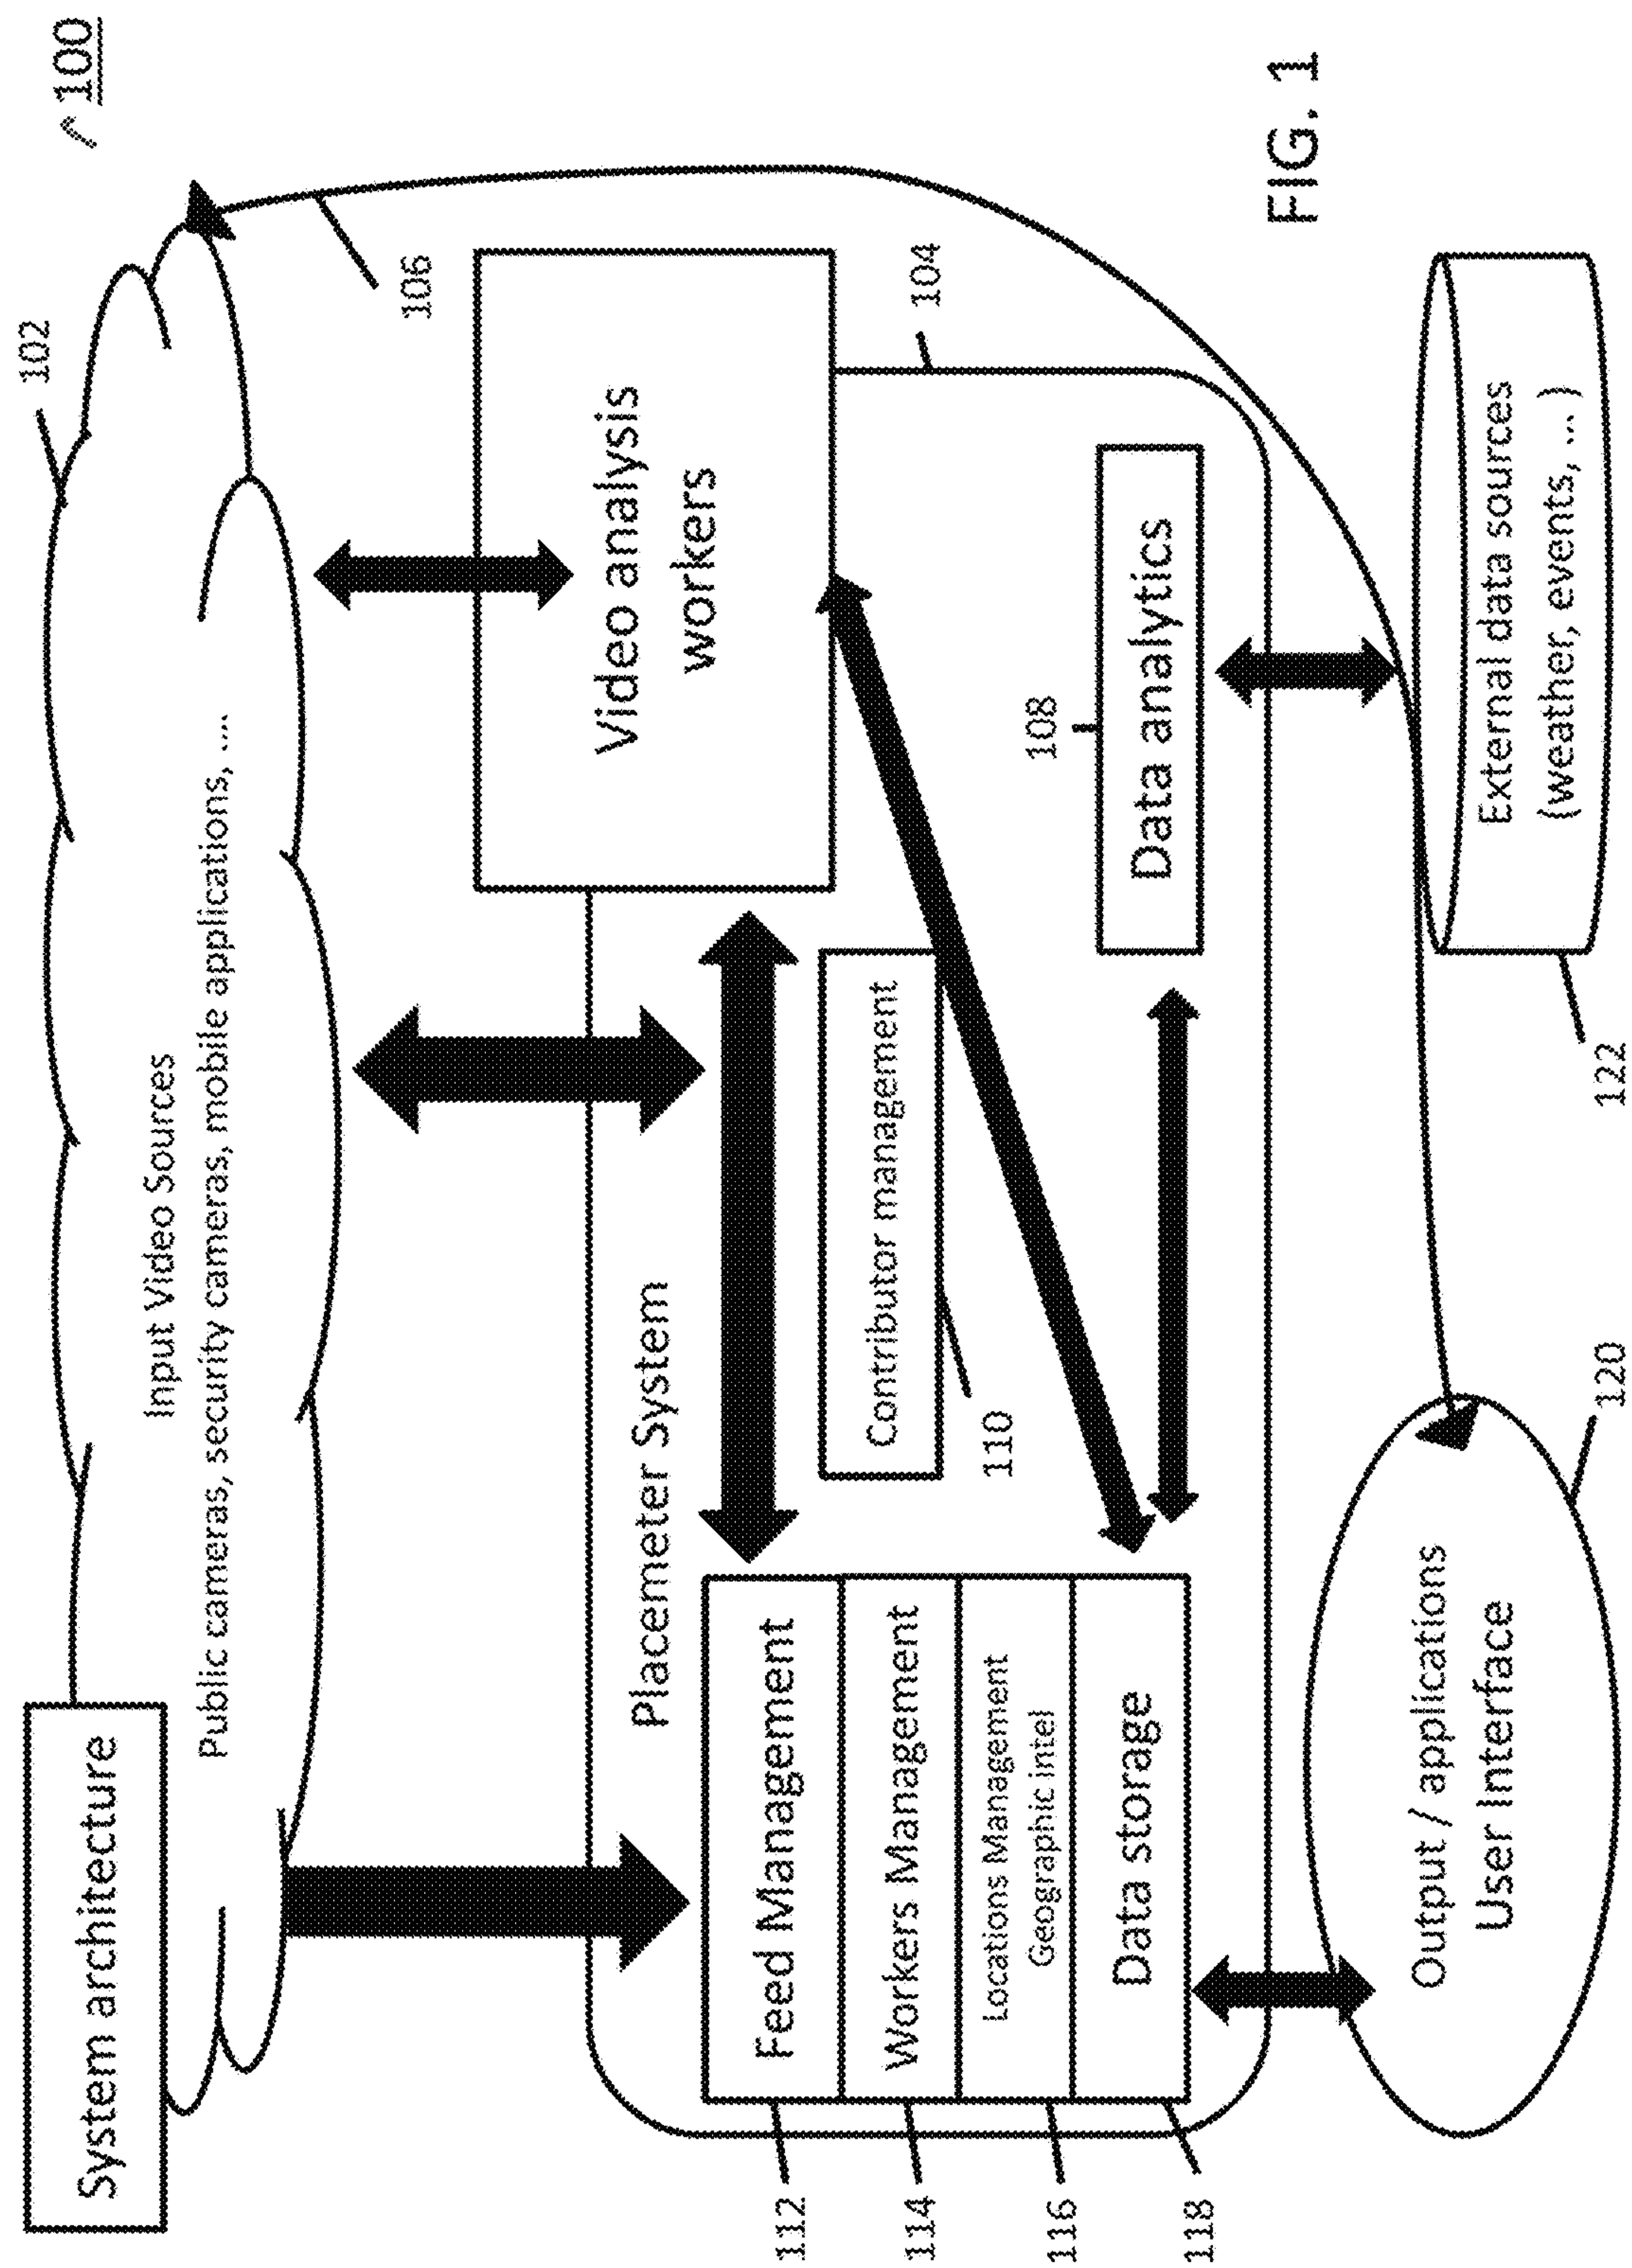 100
System architecture
102
Input Video Sources
Public cameras, security cameras, mobile applications, ...
106
Placemeter System
Video analysis
workers
104
112
Feed Management
114
Workers Management
116
Locations Management
Geographic intel
118
Data storage
Contributor management
110
108
Data analytics
Output / applications
User Interface
120
External data sources
(weather, events, ... )
122
FIG. 1